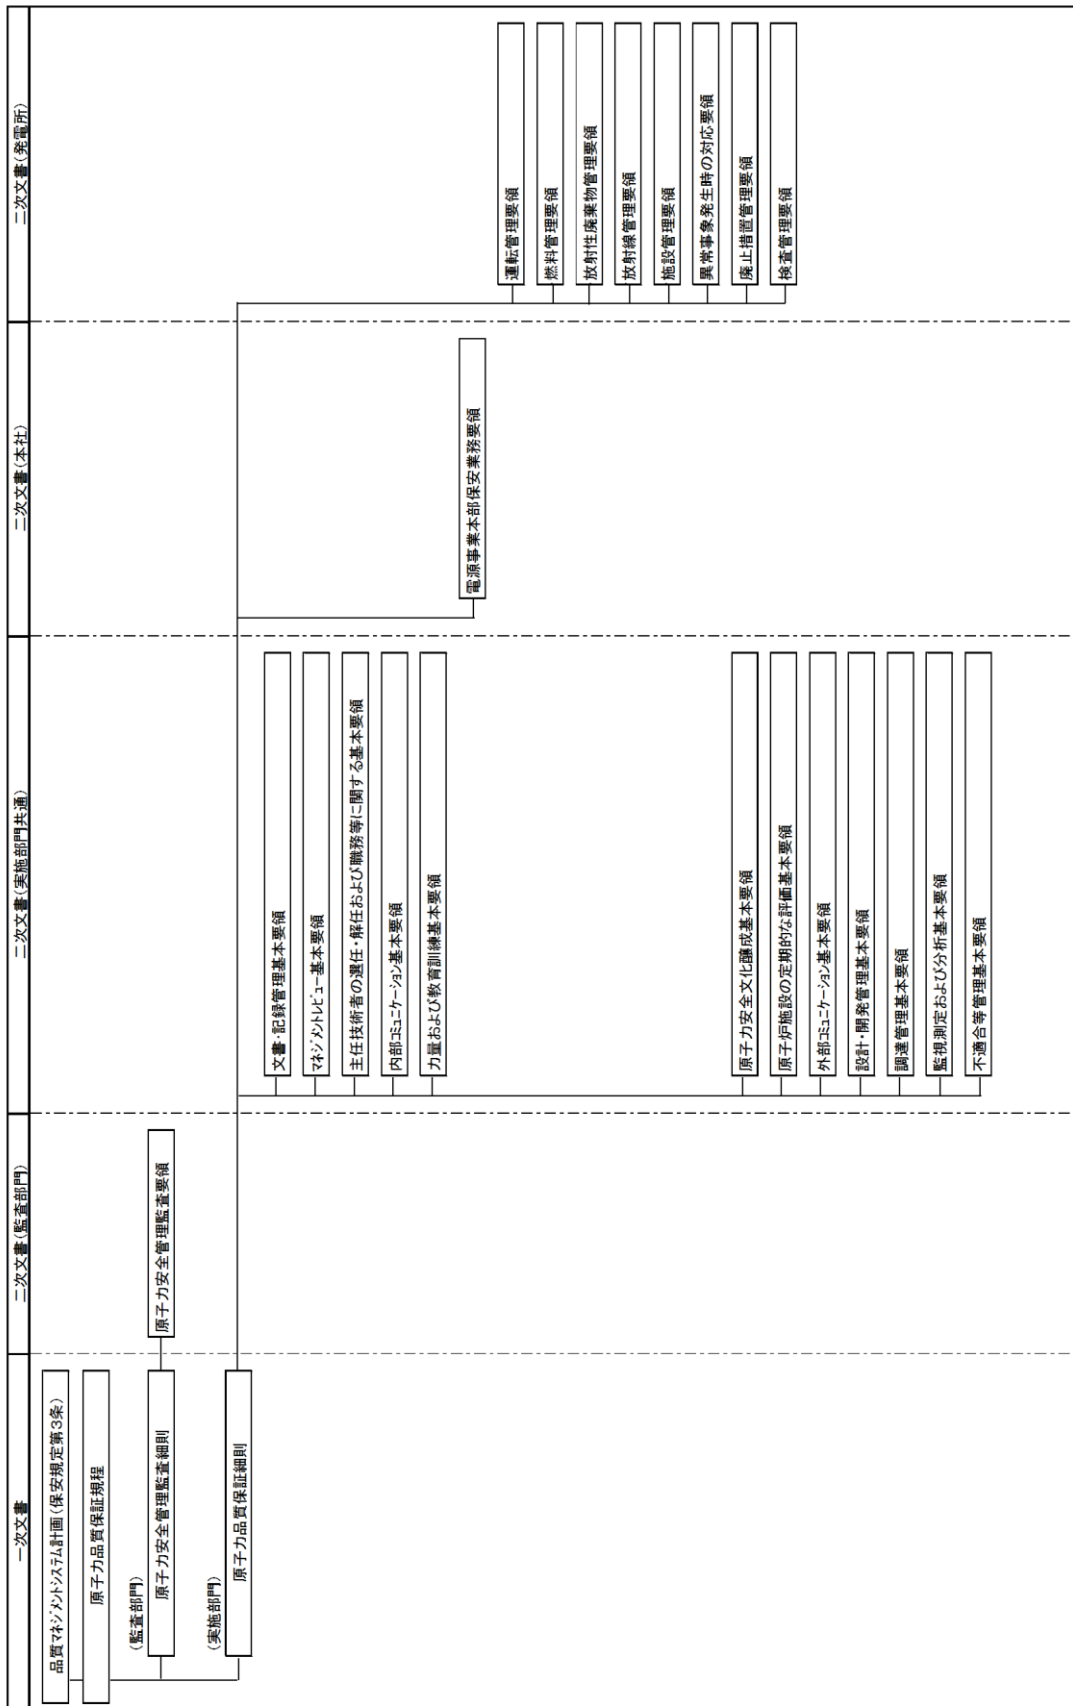 一次文書
二次文書(監査部門)
二次文書(実施部門共通)
二次文書(本社)
二次文書(発電所)
品質マネジメントシステム計画(保安規定第3条)
原子力品質保証規程
(監査部門)
原子力安全管理監査細則
(実施部門)
原子力品質保証細則
原子力安全管理監査要領
文書・記録管理基本要領
マネジメントレビュー基本要領
主任技術者の選任・解任および職務等に関する基本要領
内部コミュニケーション基本要領
力量および教育訓練基本要領
原子力安全文化醸成基本要領
原子炉施設の定期的な評価基本要領
外部コミュニケーション基本要領
設計・開発管理基本要領
調達管理基本要領
監視測定および分析基本要領
不適合等管理基本要領
電源事業本部保安業務要領
運転管理要領
燃料管理要領
放射性廃棄物管理要領
放射線管理要領
施設管理要領
異常事象発生時の対応要領
廃止措置管理要領
検査管理要領